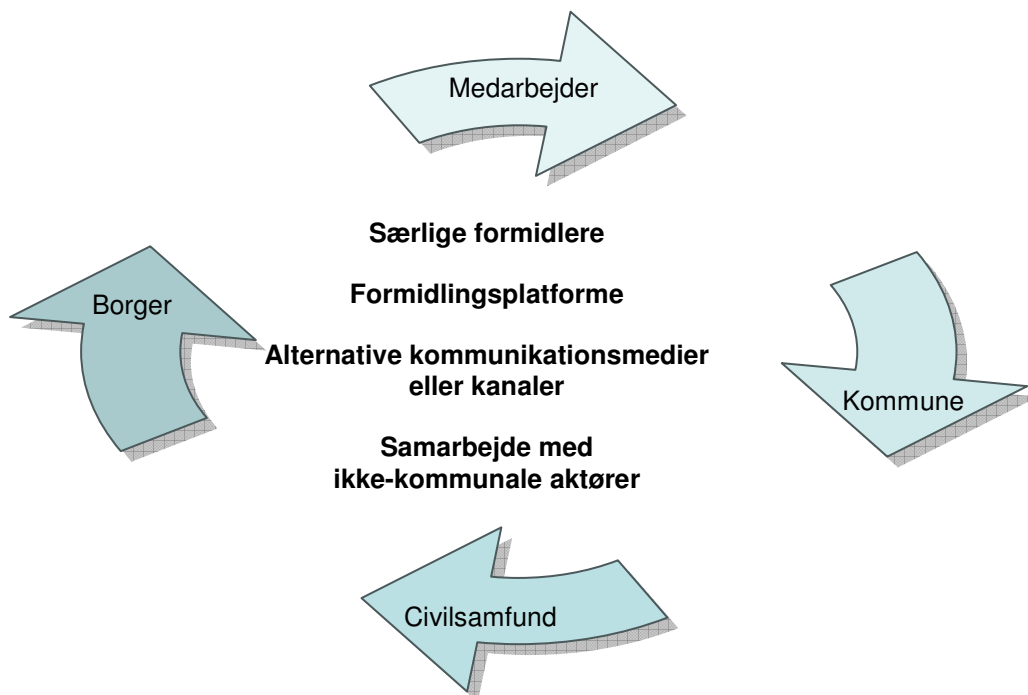 Medarbejder
Særlige formidlere
Formidlingsplatforme
Borger
Alternative kommunikationsmedier
eller kanaler
Kommune
Samarbejde med
ikke-kommunale aktører
Civilsamfund